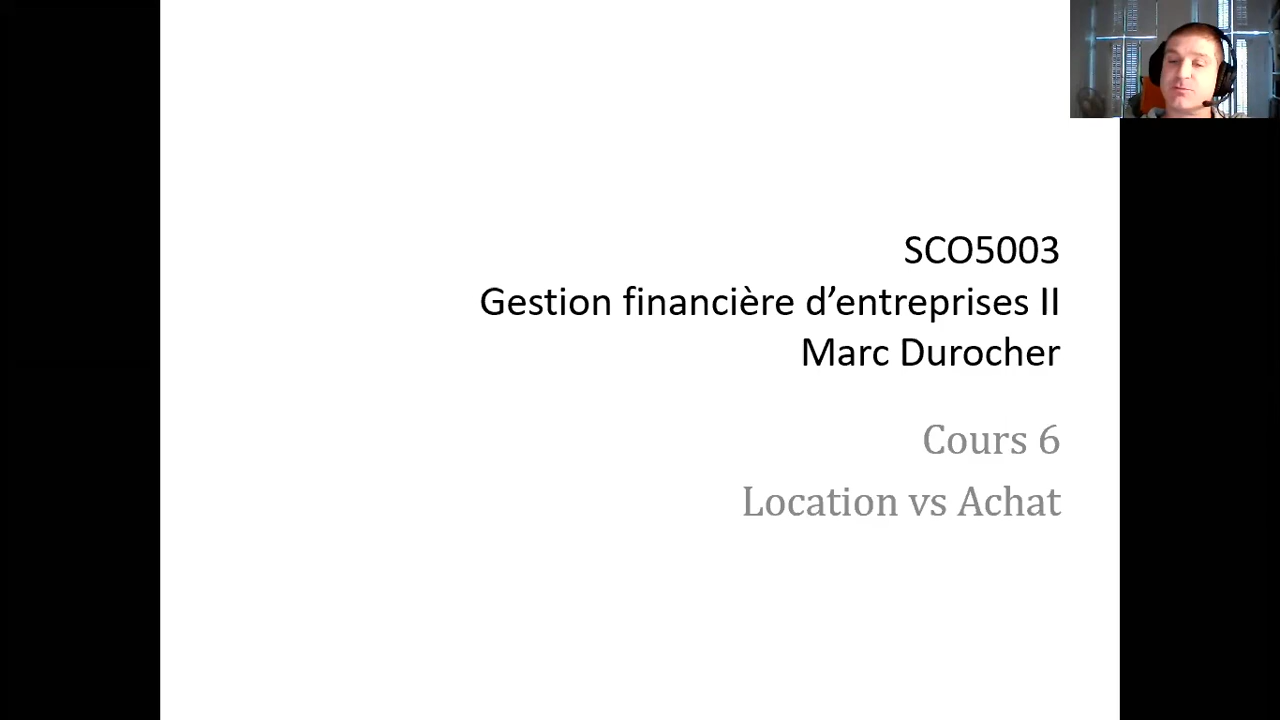 SCO5003
Gestion financière d’entreprises II
Marc Durocher
Cours 6
Location vs Achat